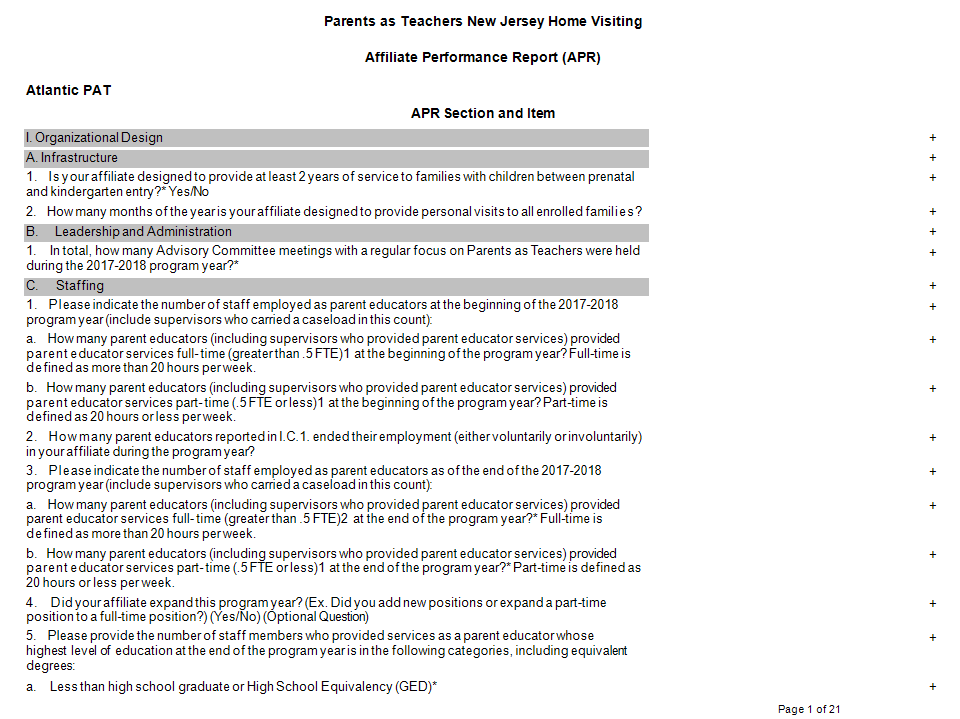 Parents as Teachers New Jersey Home Visiting
Affiliate Performance Report (APR)
Atlantic PAT
APR Section and Item
I. Organizational Design +
A. Infrastructure +
1. Is your affiliate designed to provide at least 2 years of service to families with children between prenatal +
and kindergarten entry?* Yes/No
2. How many months of the year is your affiliate designed to provide personal visits to all enrolled families? +
B. Leadership and Administration +
1. In total, how many Advisory Committee meetings with a regular focus on Parents as Teachers were held +
during the 2017-2018 program year?*
C. Staffing +
1. Please indicate the number of staff employed as parent educators at the beginning of the 2017-2018 +
program year (include supervisors who carried a caseload in this count):
a. How many parent educators (including supervisors who provided parent educator services) provided +
parent educator services full-time (greater than .5 FTE)1 at the beginning of the program year? Full-time is
defined as more than 20 hours per week.
b. How many parent educators (including supervisors who provided parent educator services) provided +
parent educator services part-time (.5 FTE or less)1 at the beginning of the program year? Part-time is
defined as 20 hours or less per week.
2. How many parent educators reported in I.C.1. ended their employment (either voluntarily or involuntarily) +
in your affiliate during the program year?
3. Please indicate the number of staff employed as parent educators as of the end of the 2017-2018 +
program year (include supervisors who carried a caseload in this count):
a. How many parent educators (including supervisors who provided parent educator services) provided +
parent educator services full-time (greater than .5 FTE)2 at the end of the program year?* Full-time is
defined as more than 20 hours per week.
b. How many parent educators (including supervisors who provided parent educator services) provided +
parent educator services part-time (.5 FTE or less)1 at the end of the program year?* Part-time is defined as
20 hours or less per week.
4. Did your affiliate expand this program year? (Ex. Did you add new positions or expand a part-time +
position to a full-time position?) (Yes/No) (Optional Question)
5. Please provide the number of staff members who provided services as a parent educator whose +
highest level of education at the end of the program year is in the following categories, including equivalent
degrees:
a. Less than high school graduate or High School Equivalency (GED)* +
Page 1 of 21